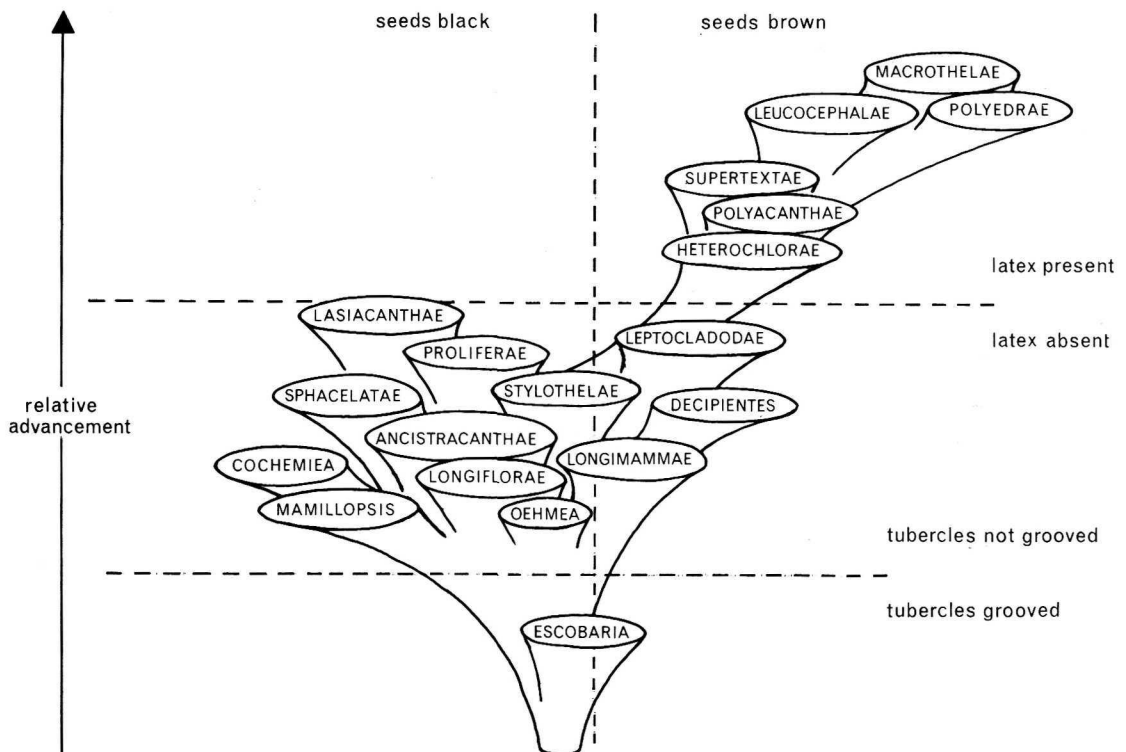 seeds black
seeds brown
MACROTHELAE
LEUCOCEPHALAE
POLYEDRAE
SUPERTEXTAE
POLYACANTHAE
HETEROCHLORAE
latex present
LASIACANTHAE
LEPTOCLADODAE
latex absent
PROLIFERAE
SPHACELATAE
STYLOTHELAE
DECIPIENTES
relative
advancement
ANCISTRACANTHAE
COCHEMIEA
LONGIMAMMAE
LONGIFLORAE
MAMILLOPSIS
OEHMEA
tubercles not grooved
tubercles grooved
ESCOBARIA